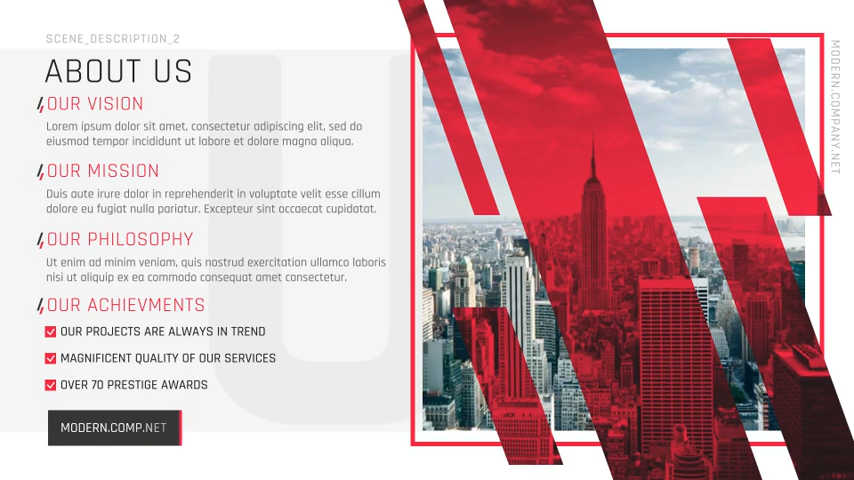 SCENE_DESCRIPTION_2
ABOUT US
OUR VISION
Lorem ipsum dolor sit amet, consectetur adipiscing elit, sed do
eiusmod tempor incididunt ut labore et dolore magna aliqua.
OUR MISSION
Duis aute irure dolor in reprehenderit in voluptate velit esse cillum
dolore eu fugiat nulla pariatur. Excepteur sint occaecat cupidatat.
OUR PHILOSOPHY
Ut enim ad minim veniam, quis nostrud exercitation ullamco laboris
nisi ut aliquip ex ea commodo consequat amet consectetur.
OUR ACHIEVMENTS
OUR PROJECTS ARE ALWAYS IN TREND
MAGNIFICENT QUALITY OF OUR SERVICES
OVER 70 PRESTIGE AWARDS
MODERN.COMP.NET
MODERN.COMPANY.NET